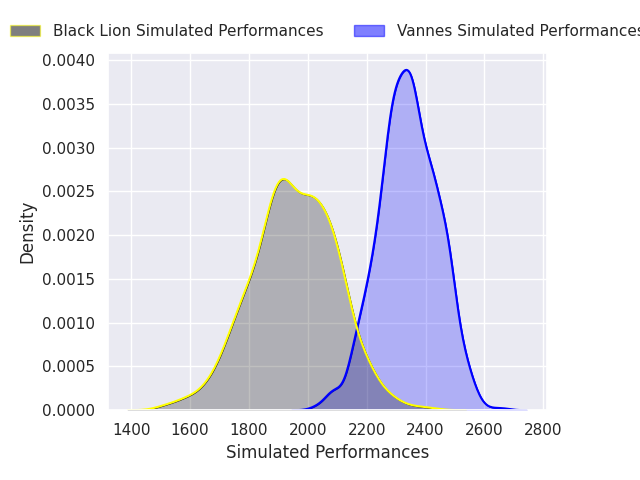 Black Lion Simulated Performances Vannes Simulated Performances
0.0040
0.0035
0.0030
0.0025
0.0020
0.0015
0.0010
0.0005
0.0000
Density
1400 1600 1800 2000 2200 2400 2600 2800
Simulated Performances